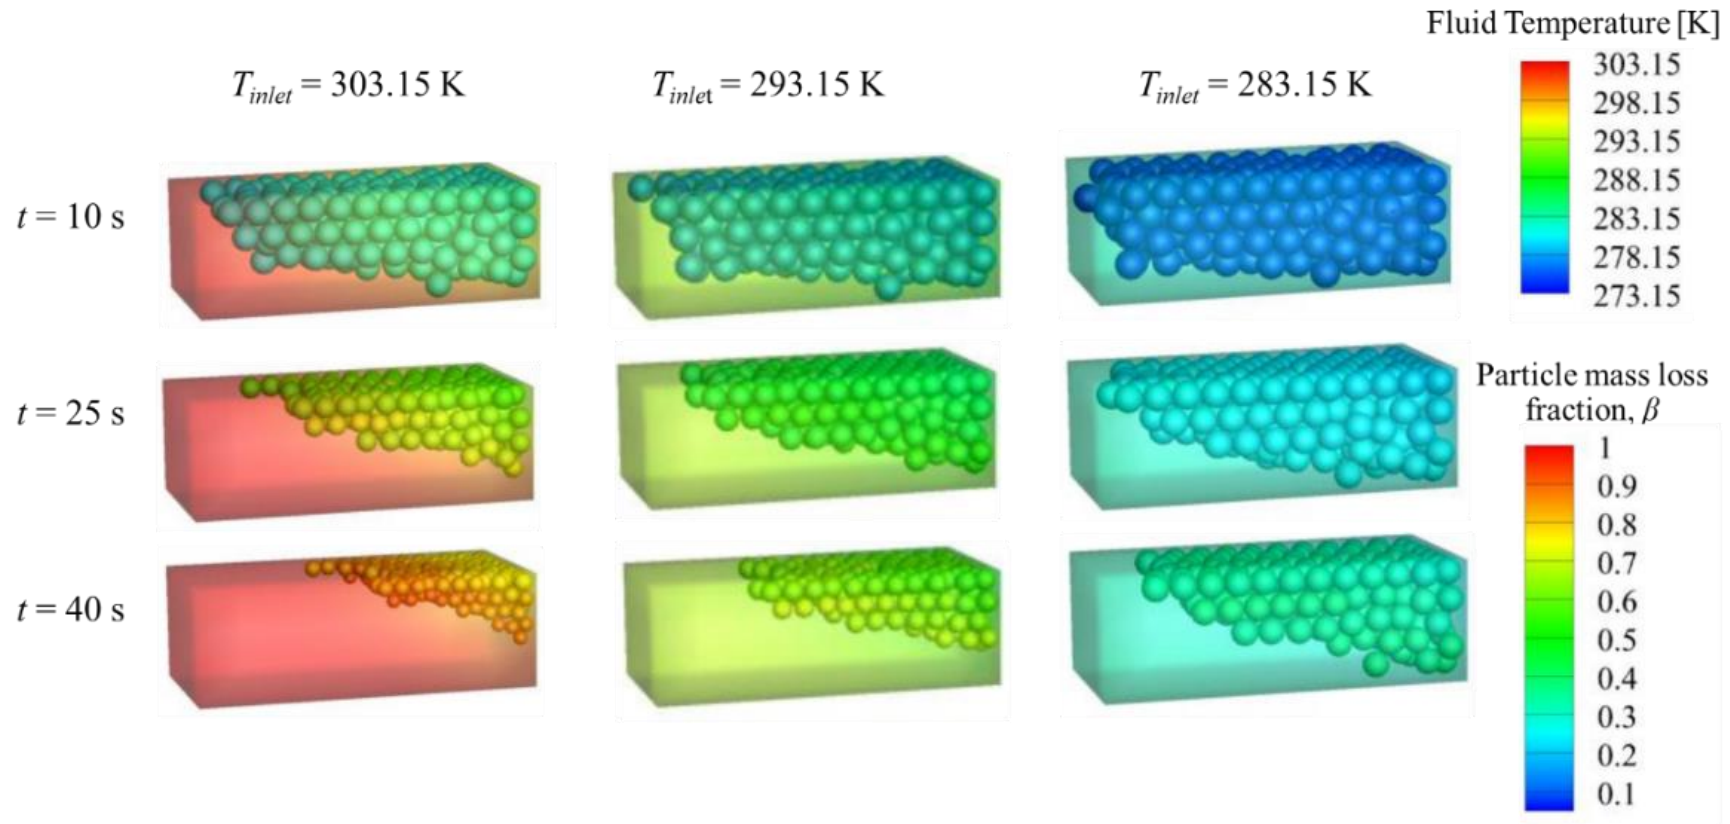 Fluid Temperature [K]
T_inlet = 303.15 K
T_inlet = 293.15 K
T_inlet = 283.15 K
303.15
298.15
293.15
288.15
283.15
278.15
273.15
t = 10 s
t = 25 s
t = 40 s
Particle mass loss
fraction, β
1
0.9
0.8
0.7
0.6
0.5
0.4
0.3
0.2
0.1